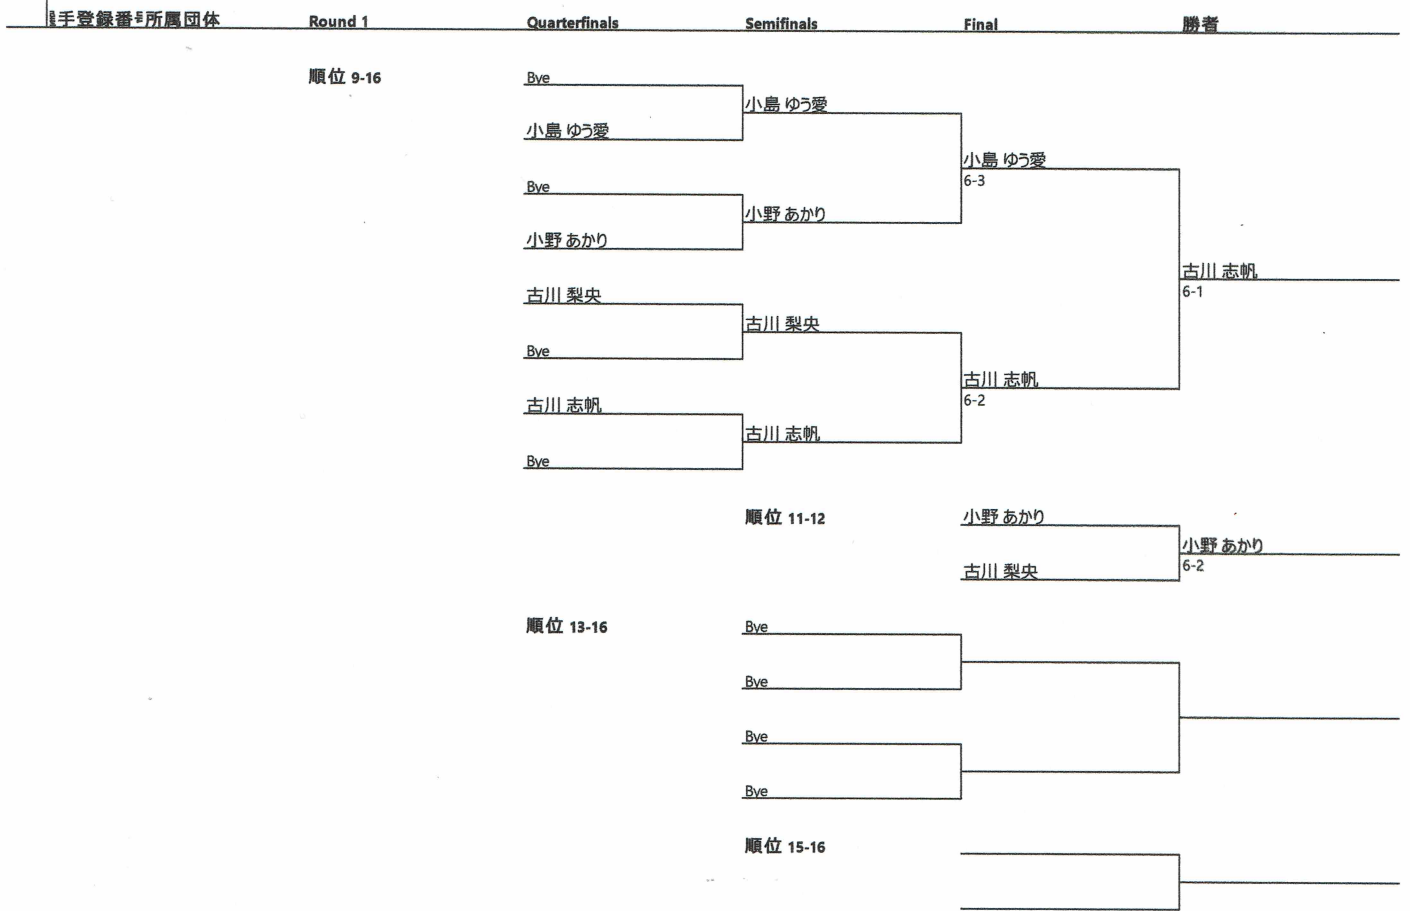 手登録番号所属団体 Round 1 Quarterfinals Semifinals Final 勝者
順位 9-16
Bye
小島 ゆう愛
小島 ゆう愛
小島 ゆう愛
6-3
Bye
小野 あかり
小野 あかり
古川 志帆
6-1
古川 梨央
古川 梨央
Bye
古川 志帆
6-2
古川 志帆
古川 志帆
Bye
順位 11-12
小野 あかり
小野 あかり
6-2
古川 梨央
順位 13-16
Bye
Bye
Bye
Bye
順位 15-16